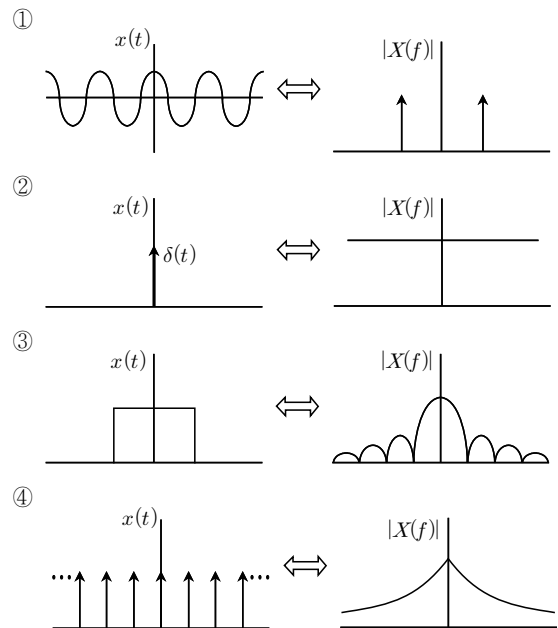 ①
x(t) |X(f)|
②
x(t) |X(f)|
δ(t)
③
x(t) |X(f)|
④
x(t) |X(f)|